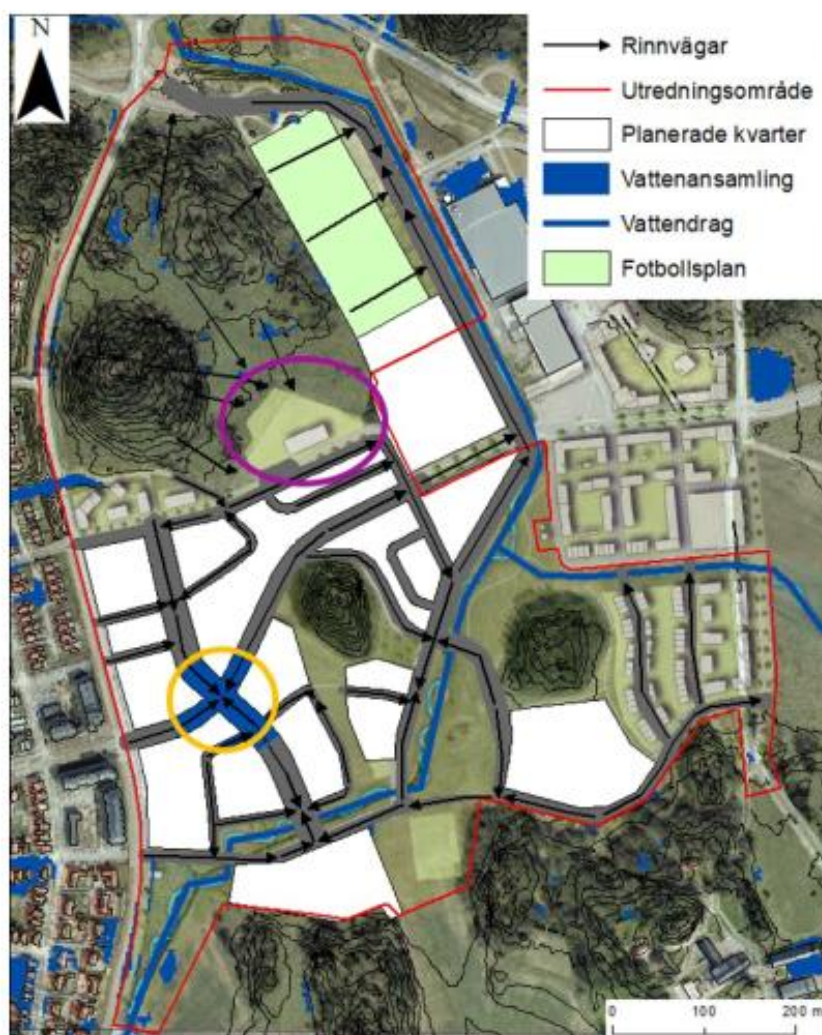 N
Rinnvägar
Utredningsområde
Planerade kvarter
Vattenansamling
Vattendrag
Fotbollsplan
0 100 200 m